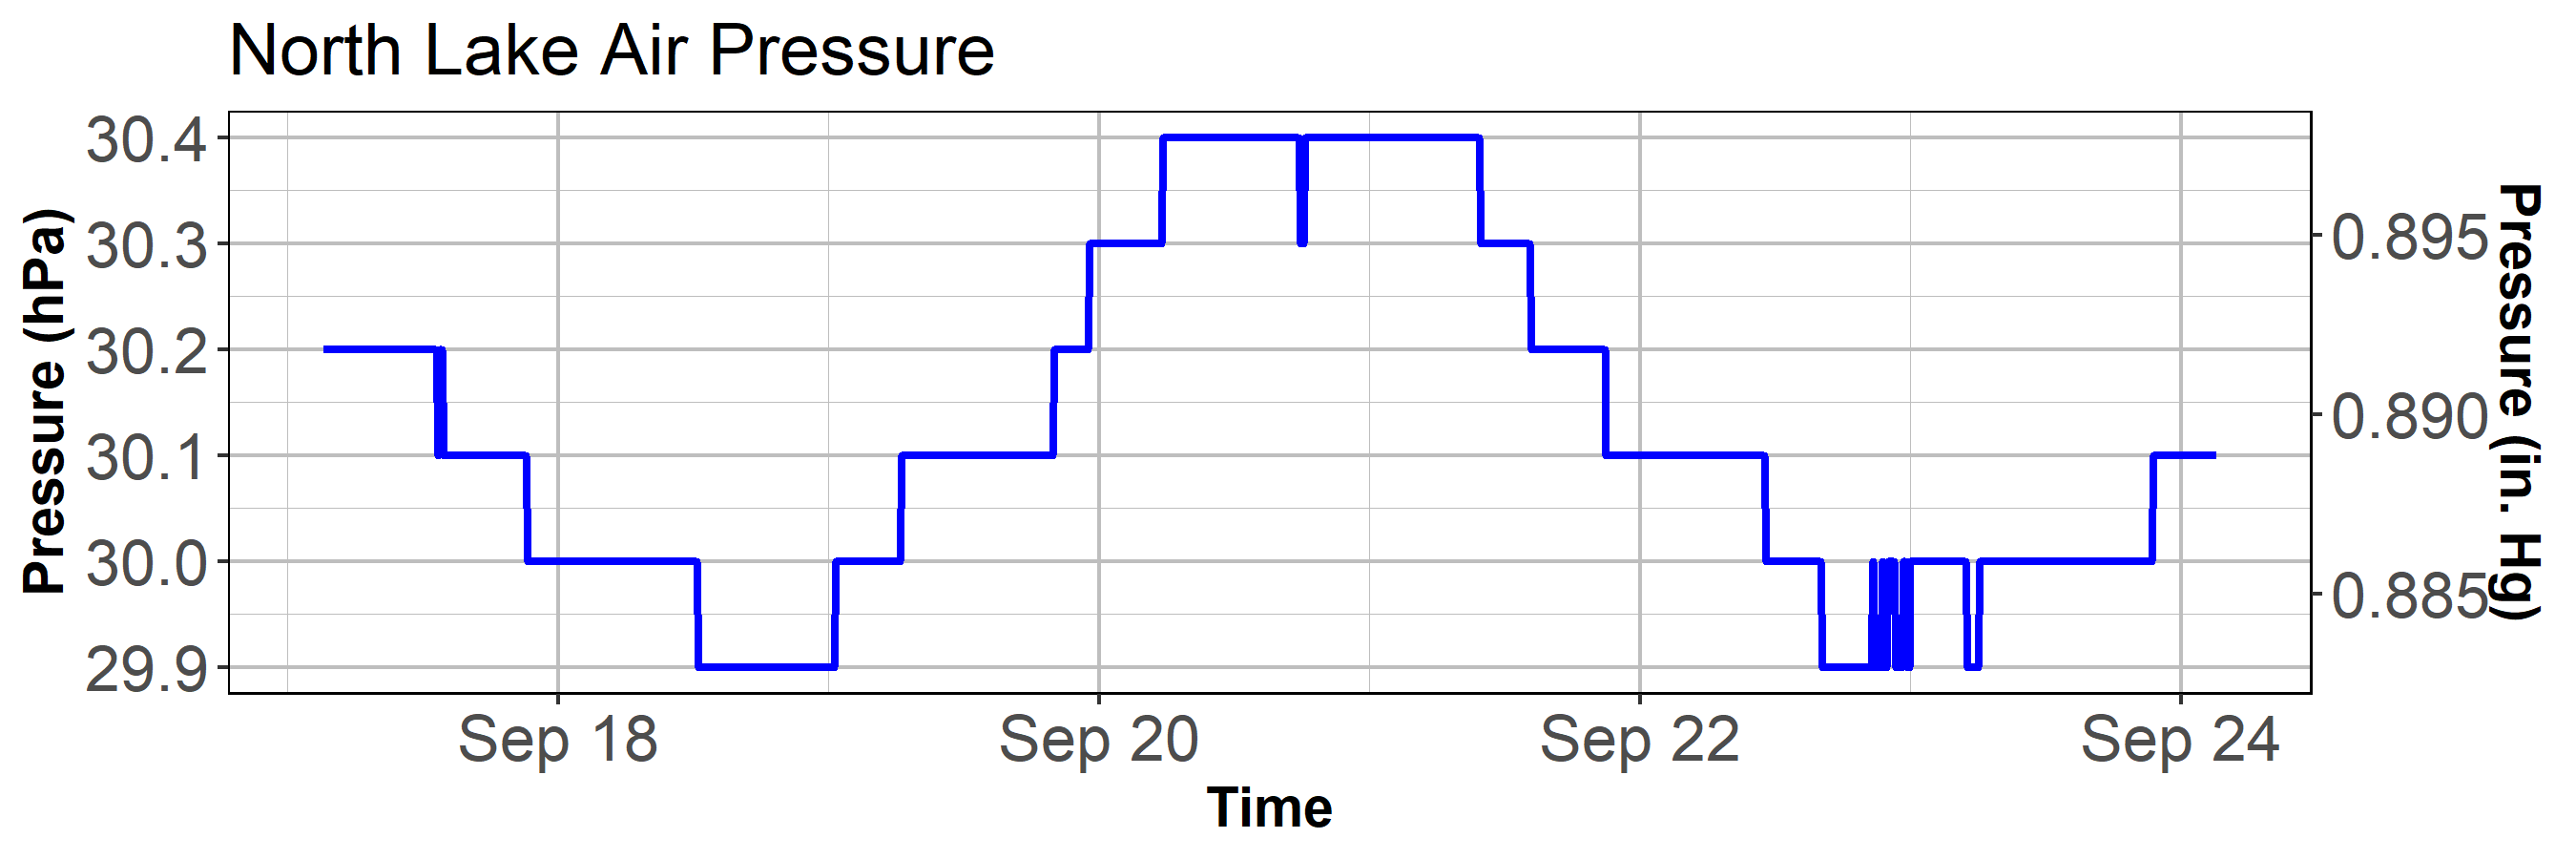 North Lake Air Pressure
Pressure (hPa)
30.4
30.3
30.2
30.1
30.0
29.9
0.895
0.890
0.885
Pressure (in. Hg)
Sep 18
Sep 20
Sep 22
Sep 24
Time